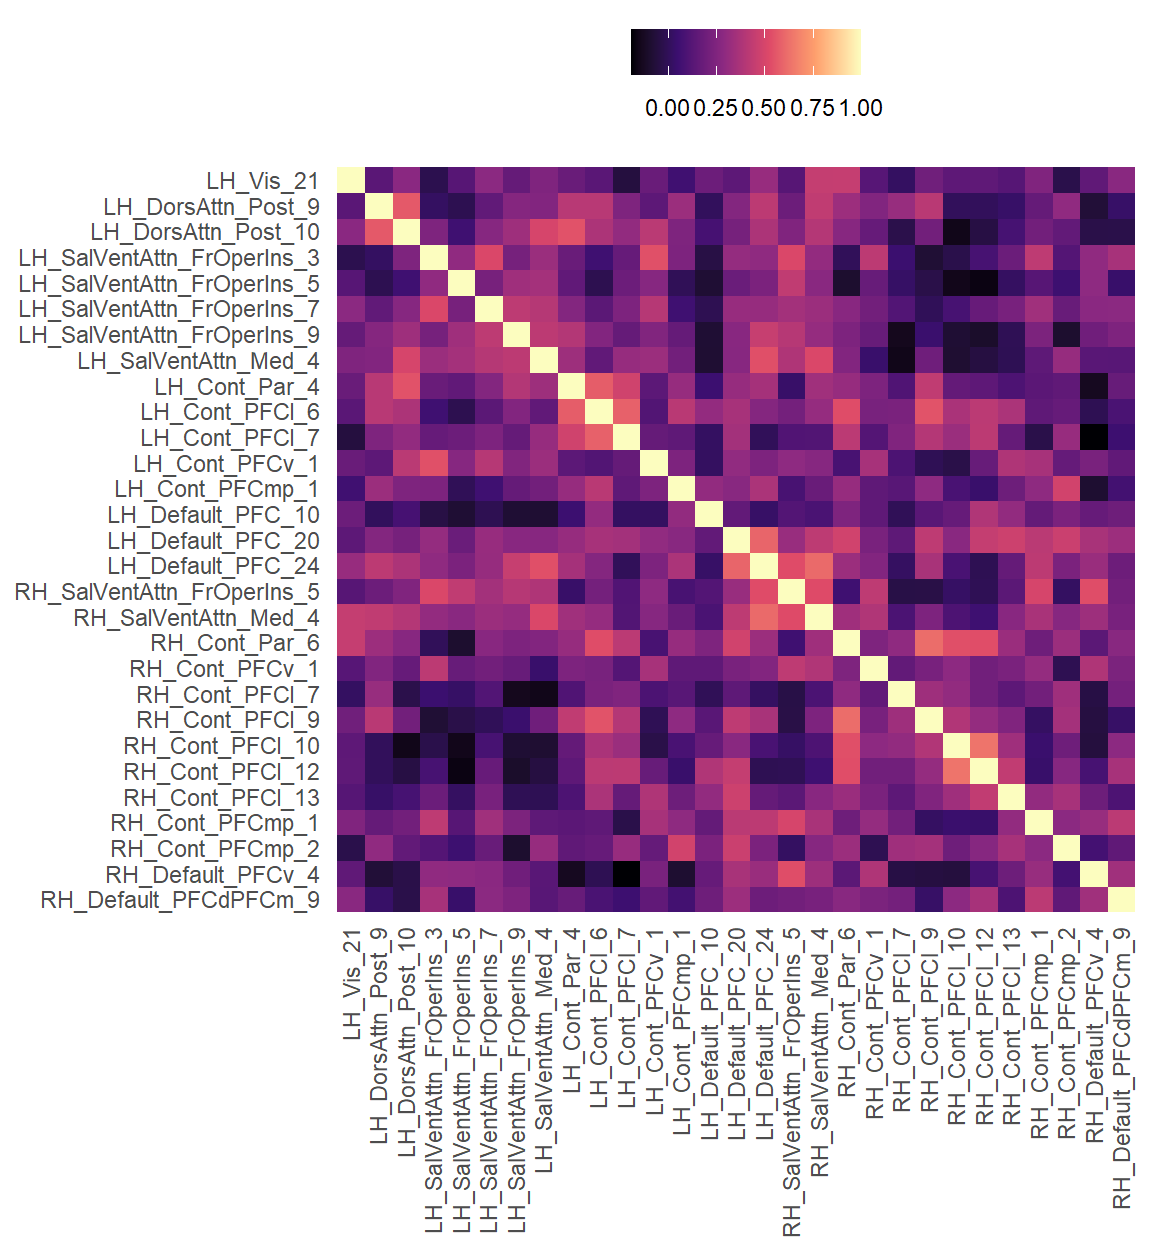 0.00 0.25 0.50 0.75 1.00
LH_Vis_21
LH_DorsAttn_Post_9
LH_DorsAttn_Post_10
LH_SalVentAttn_FrOperIns_3
LH_SalVentAttn_FrOperIns_5
LH_SalVentAttn_FrOperIns_7
LH_SalVentAttn_FrOperIns_9
LH_SalVentAttn_Med_4
LH_Cont_Par_4
LH_Cont_PFCl_6
LH_Cont_PFCl_7
LH_Cont_PFCv_1
LH_Cont_PFCmp_1
LH_Default_PFC_10
LH_Default_PFC_20
LH_Default_PFC_24
RH_SalVentAttn_FrOperIns_5
RH_SalVentAttn_Med_4
RH_Cont_Par_6
RH_Cont_PFCv_1
RH_Cont_PFCl_7
RH_Cont_PFCl_9
RH_Cont_PFCl_10
RH_Cont_PFCl_12
RH_Cont_PFCl_13
RH_Cont_PFCmp_1
RH_Cont_PFCmp_2
RH_Default_PFCv_4
RH_Default_PFCdPFCm_9
LH_Vis_21
LH_DorsAttn_Post_9
LH_DorsAttn_Post_10
LH_SalVentAttn_FrOperIns_3
LH_SalVentAttn_FrOperIns_5
LH_SalVentAttn_FrOperIns_7
LH_SalVentAttn_FrOperIns_9
LH_SalVentAttn_Med_4
LH_Cont_Par_4
LH_Cont_PFCl_6
LH_Cont_PFCl_7
LH_Cont_PFCv_1
LH_Cont_PFCmp_1
LH_Default_PFC_10
LH_Default_PFC_20
LH_Default_PFC_24
RH_SalVentAttn_FrOperIns_5
RH_SalVentAttn_Med_4
RH_Cont_Par_6
RH_Cont_PFCv_1
RH_Cont_PFCl_7
RH_Cont_PFCl_9
RH_Cont_PFCl_10
RH_Cont_PFCl_12
RH_Cont_PFCl_13
RH_Cont_PFCmp_1
RH_Cont_PFCmp_2
RH_Default_PFCv_4
RH_Default_PFCdPFCm_9